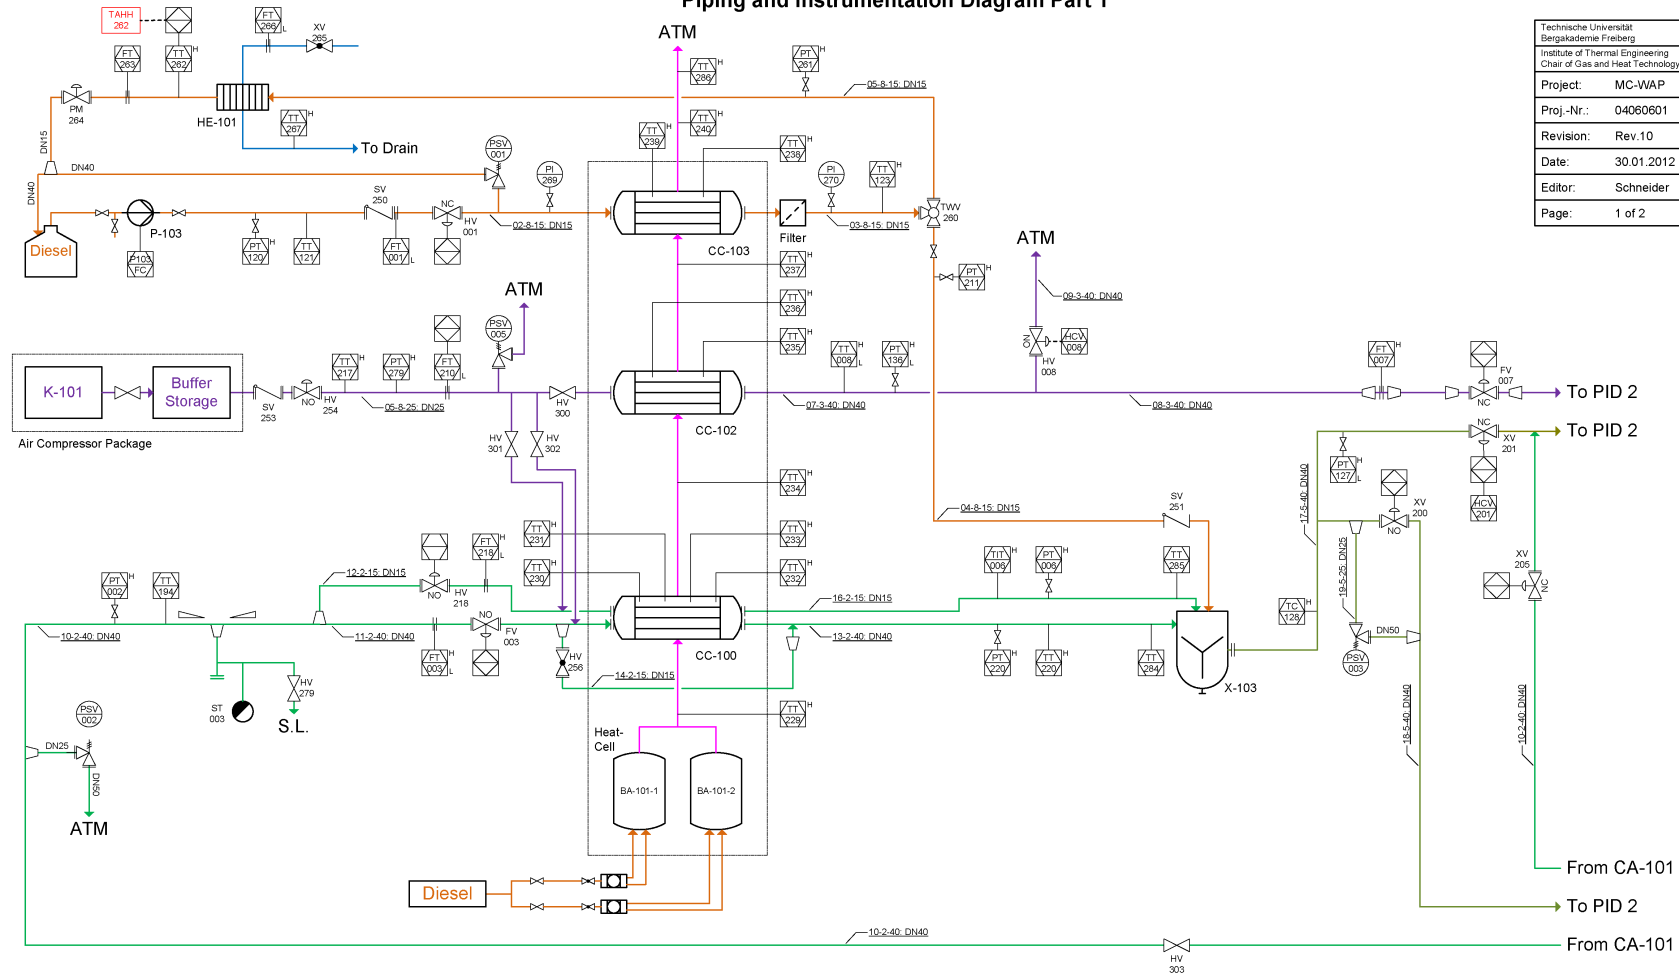 Piping and Instrumentation Diagram Part 1
Technische Universität
Bergakademie Freiberg
Institute of Thermal Engineering
Chair of Gas and Heat Technology
Project: MC-WAP
Proj.-Nr.: 04060601
Revision: Rev.10
Date: 30.01.2012
Editor: Schneider
Page: 1 of 2
TAHH
262
FT
263
TT
262
H
FT
266
L
XV
265
PM
264
HE-101
TT
267
H
To Drain
DN15
DN40
DN40
PSV
001
PI
269
ATM
TT
286
H
TT
239
H
TT
240
H
TT
238
H
PT
261
H
05-8-15: DN15
PI
270
TT
123
H
TWV
260
Diesel
P-103
P103
FC
PT
120
H
TT
121
H
SV
250
FT
001
L
NC
HV
001
02-8-15: DN15
CC-103
Filter
03-8-15: DN15
PT
211
H
TT
237
H
TT
236
H
TT
235
H
ATM
09-3-40: DN40
NO
HV
008
HCV
008
ATM
PSV
005
K-101
Buffer
Storage
Air Compressor Package
SV
253
NO
HV
254
TT
217
H
PT
279
H
FT
210
H
L
05-8-25: DN25
HV
300
HV
301
HV
302
CC-102
TT
008
H
L
PT
136
H
L
07-3-40: DN40
08-3-40: DN40
FT
007
H
FV
007
NC
To PID 2
To PID 2
NC
XV
201
HCV
201
PT
127
H
L
17-5-40: DN40
XV
200
NO
19-5-25: DN25
TT
234
H
TT
233
H
TT
232
H
TT
231
H
TT
230
H
04-8-15: DN15
SV
251
TIT
006
H
PT
006
H
TT
285
H
16-2-15: DN15
13-2-40: DN40
PT
220
H
TT
220
H
TT
284
H
X-103
TC
128
H
PSV
003
DN50
18-5-40: DN40
XV
205
NC
10-2-40: DN40
PT
002
H
TT
194
12-2-15: DN15
NO
HV
218
FT
218
H
L
10-2-40: DN40
11-2-40: DN40
FT
003
H
L
NO
FV
003
HV
256
CC-100
14-2-15: DN15
ST
003
HV
279
S.L.
PSV
002
DN25
DN50
ATM
Heat-
Cell
TT
229
H
BA-101-1
BA-101-2
Diesel
From CA-101
To PID 2
10-2-40: DN40
HV
303
From CA-101